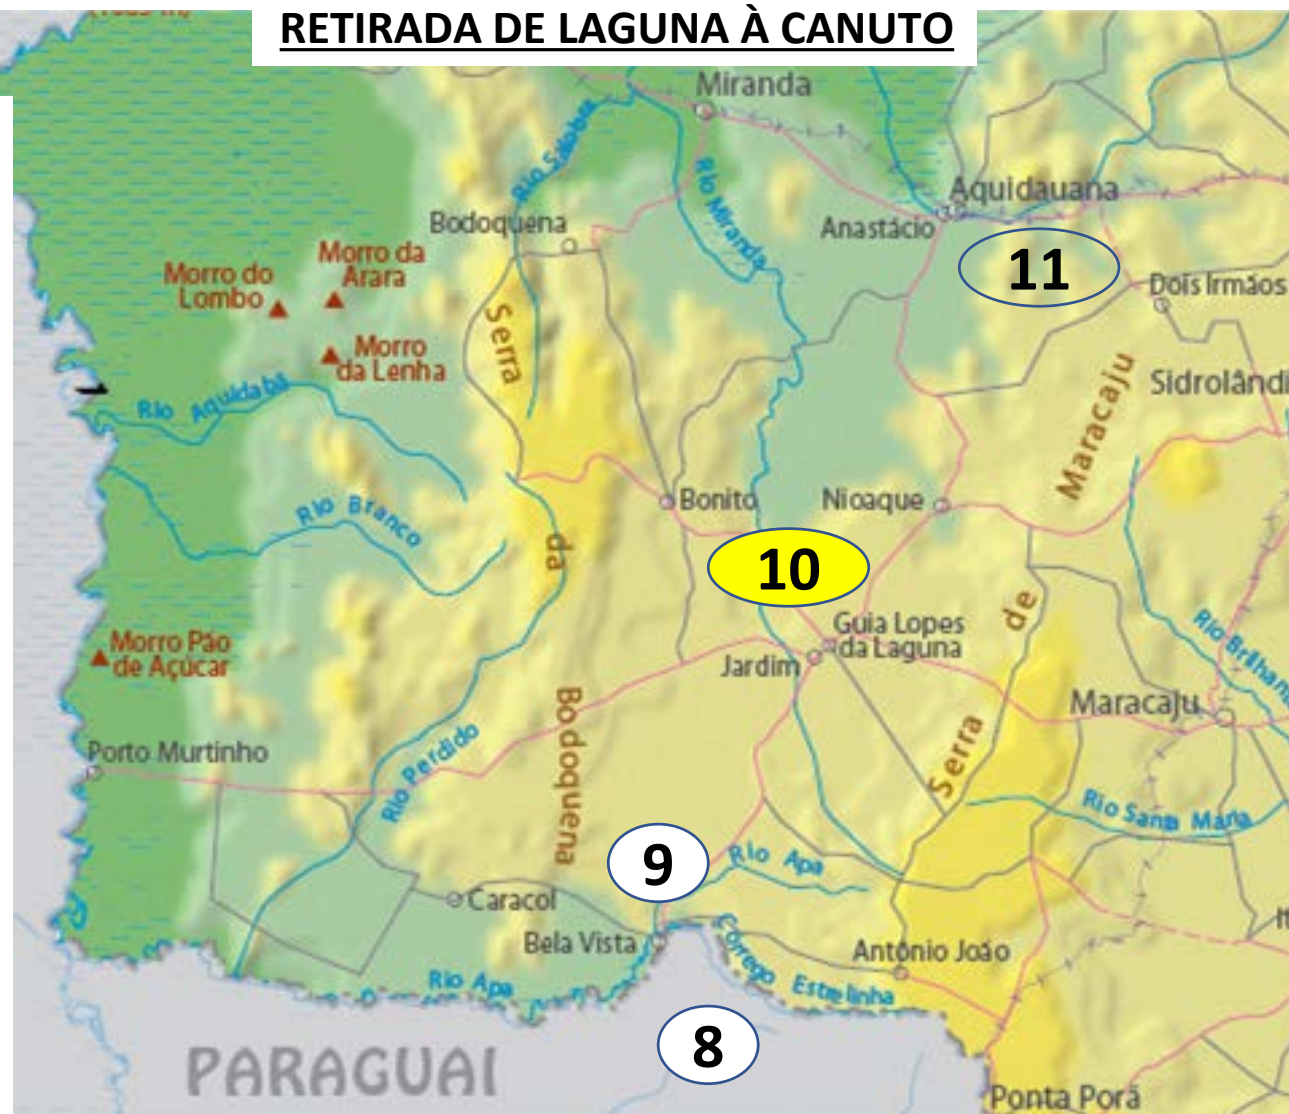 RETIRADA DE LAGUNA À CANUTO
Miranda
Rio Salobra
Rio Miranda
Aquidauana
Anastácio
Bodoquena
11
Morro da
Arara
Morro do
Lombo
Dois Irmãos
Serra
Morro
da Lenha
Maracaju
Sidrolândi
Rio Aquidabã
Bonito
Nioaque
Rio Branco
da
10
de
Guia Lopes
da Laguna
Rio Brilhan
Morro Pão
de Açúcar
Jardim
Bodoquena
Maracaju
Serra
Porto Murtinho
Rio Perdido
Rio Santa Maria
9
Rio Apa
Caracol
It
Bela Vista
Córrego Estrelinha
Antônio João
Rio Apa
8
PARAGUAI
Ponta Porã